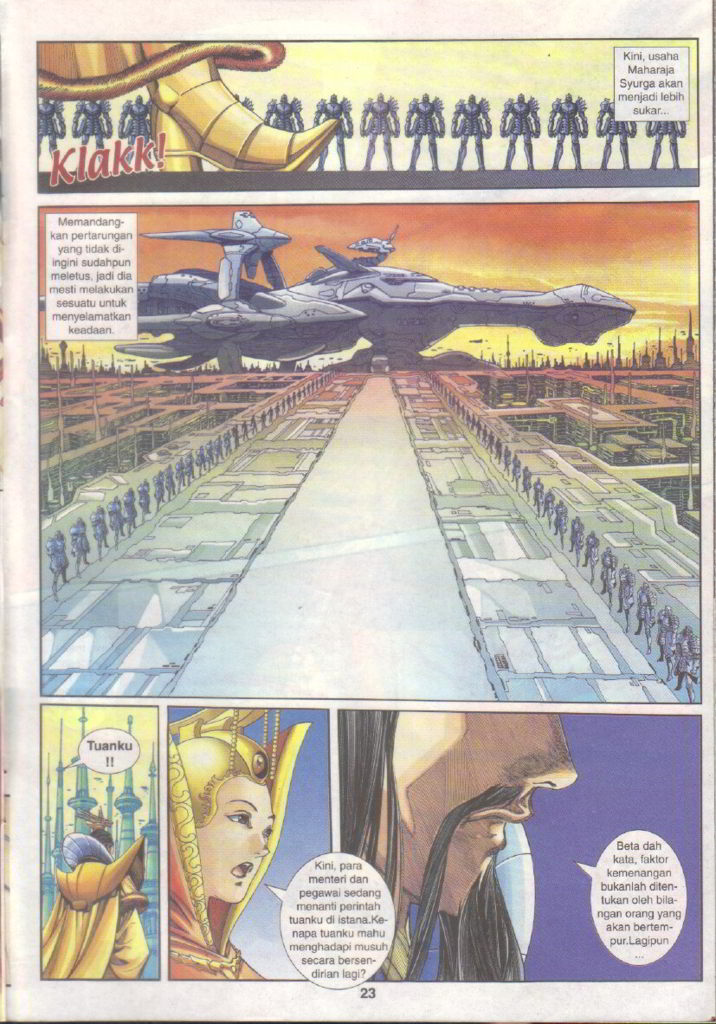 Kini, usaha
Maharaja
Syurga akan
menjadi lebih
sukar...
Klakk!
Memandang-
kan pertarungan
yang tidak di-
ingini sudahpun
meletus, jadi dia
mesti melakukan
sesuatu untuk
menyelamatkan
keadaan.
Tuanku
!!
Kini, para
menteri dan
pegawai sedang
menanti perintah
tuanku di istana.Ke-
napa tuanku mahu
menghadapi musuh
secara bersen-
dirian lagi?
Beta dah
kata, faktor
kemenangan
bukanlah diten-
tukan oleh bila-
ngan orang yang
akan bertem-
pur.Lagipun
...
23